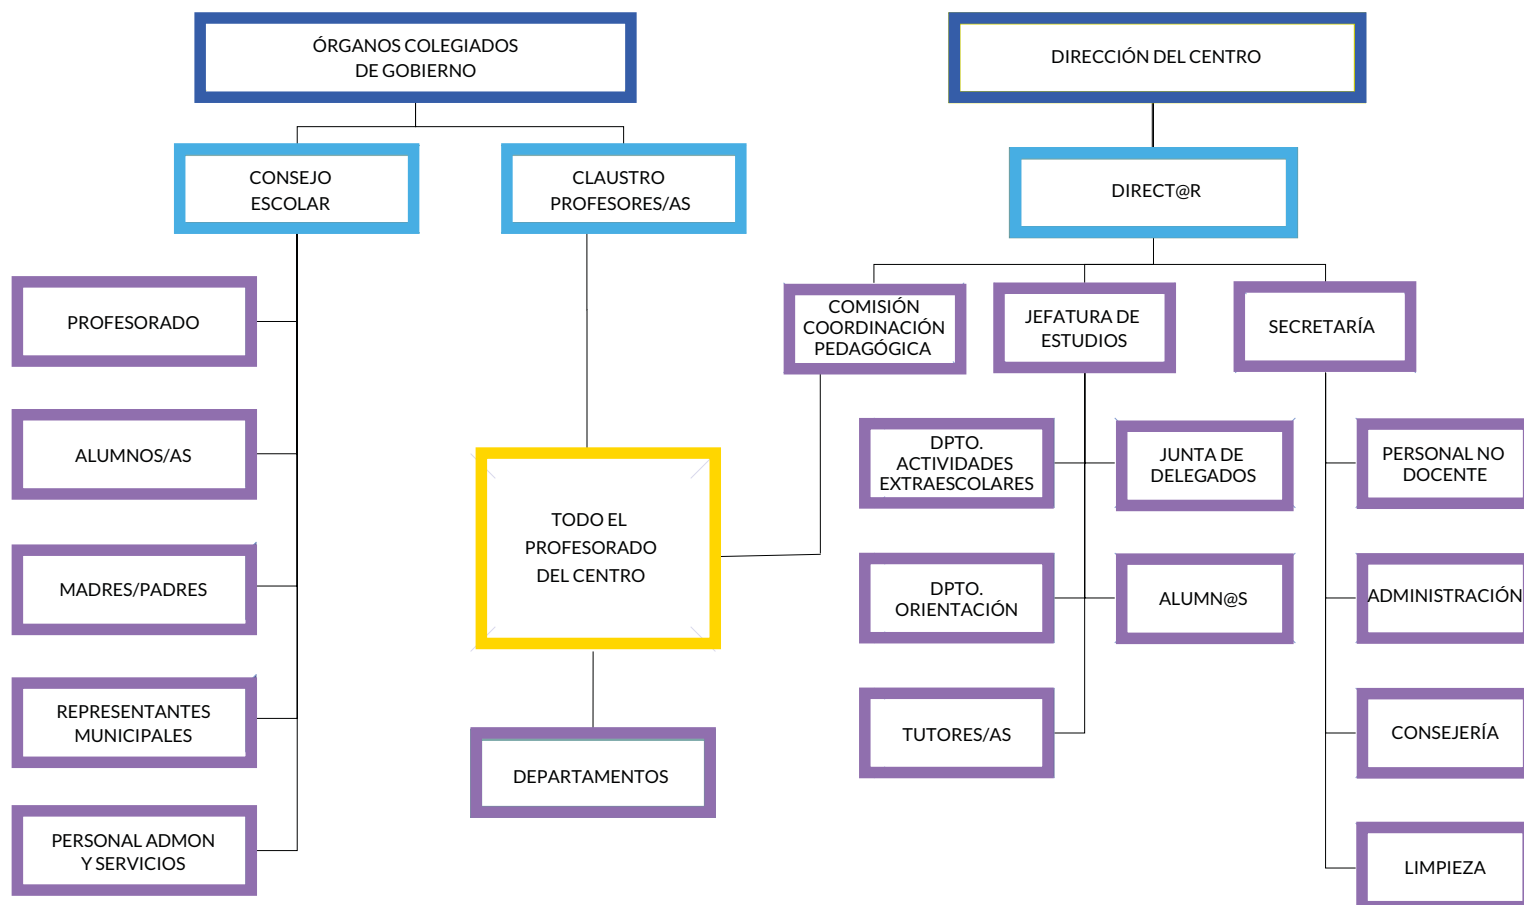 ÓRGANOS COLEGIADOS
DE GOBIERNO
DIRECCIÓN DEL CENTRO
CONSEJO
ESCOLAR
CLAUSTRO
PROFESORES/AS
DIRECT@R
PROFESORADO
ALUMNOS/AS
MADRES/PADRES
REPRESENTANTES
MUNICIPALES
PERSONAL ADMON
Y SERVICIOS
TODO EL
PROFESORADO
DEL CENTRO
DEPARTAMENTOS
COMISIÓN
COORDINACIÓN
PEDAGÓGICA
JEFATURA DE
ESTUDIOS
SECRETARÍA
DPTO.
ACTIVIDADES
EXTRAESCOLARES
JUNTA DE
DELEGADOS
DPTO.
ORIENTACIÓN
ALUMN@S
TUTORES/AS
PERSONAL NO
DOCENTE
ADMINISTRACIÓN
CONSEJERÍA
LIMPIEZA